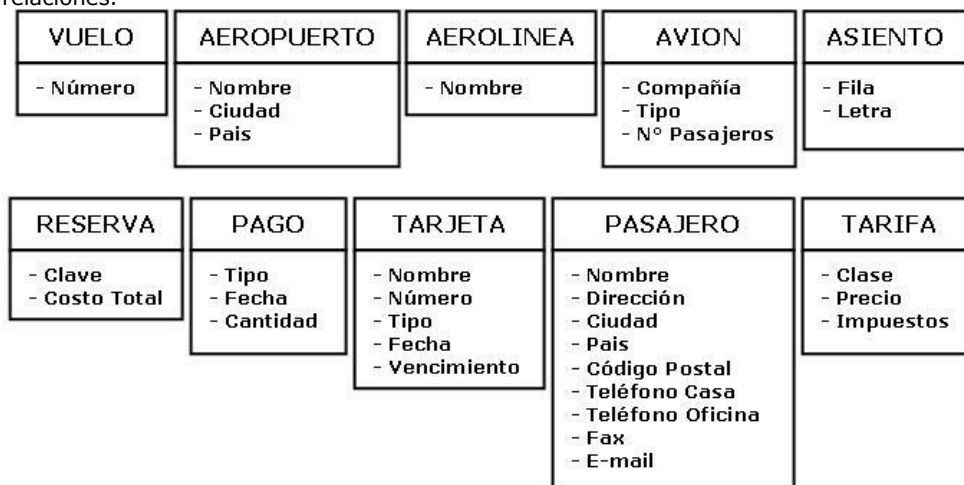 relaciones:
VUELO
- Número
AEROPUERTO
- Nombre
- Ciudad
- Pais
AEROLINEA
- Nombre
AVION
- Compañía
- Tipo
- Nº Pasajeros
ASIENTO
- Fila
- Letra
RESERVA
- Clave
- Costo Total
PAGO
- Tipo
- Fecha
- Cantidad
TARJETA
- Nombre
- Número
- Tipo
- Fecha
- Vencimiento
PASAJERO
- Nombre
- Dirección
- Ciudad
- Pais
- Código Postal
- Teléfono Casa
- Teléfono Oficina
- Fax
- E-mail
TARIFA
- Clase
- Precio
- Impuestos